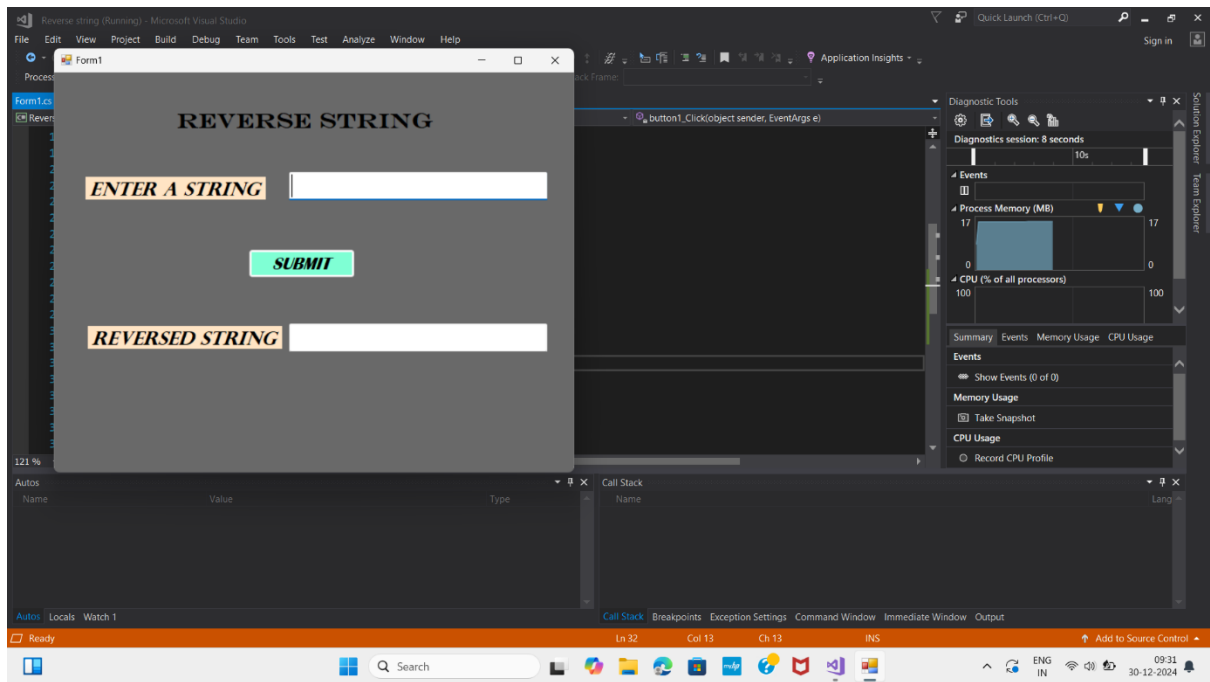 Reverse string (Running) - Microsoft Visual Studio
Quick Launch (Ctrl+Q)
File Edit View Project Build Debug Team Tools Test Analyze Window Help
Sign in
Form1
Application Insights
Process
Frame:
Form1.cs
Diagnostic Tools
button1_Click(object sender, EventArgs e)
REVERSE STRING
Diagnostics session: 8 seconds
10s
ENTER A STRING
Events
Process Memory (MB)
17 17
0 0
SUBMIT
CPU (% of all processors)
100 100
REVERSED STRING
Summary Events Memory Usage CPU Usage
Events
Show Events (0 of 0)
Memory Usage
Take Snapshot
CPU Usage
Record CPU Profile
121 %
Solution Explorer
Team Explorer
Autos
Name Value Type
Call Stack
Name Lang
Autos Locals Watch 1
Call Stack Breakpoints Exception Settings Command Window Immediate Window Output
Ready Ln 32 Col 13 Ch 13 INS Add to Source Control
Search
ENG
IN
09:31
30-12-2024